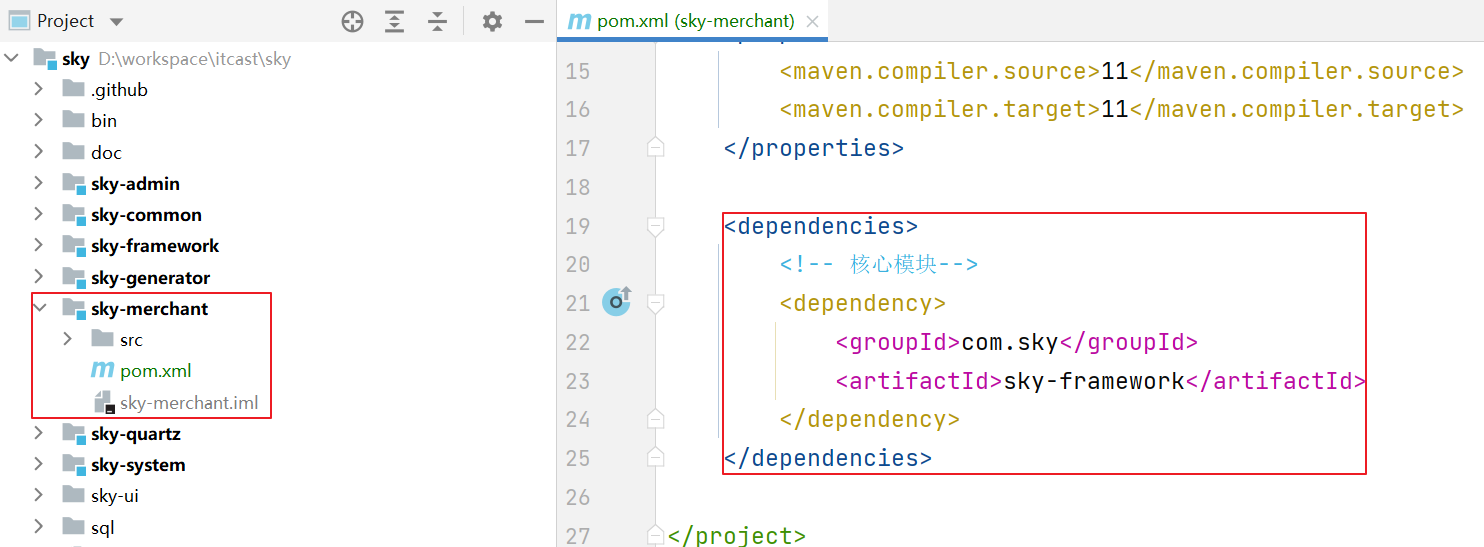 Project
sky D:\workspace\itcast\sky
.github
bin
doc
sky-admin
sky-common
sky-framework
sky-generator
sky-merchant
src
pom.xml
sky-merchant.iml
sky-quartz
sky-system
sky-ui
sql
pom.xml (sky-merchant)
15 <maven.compiler.source>11</maven.compiler.source>
16 <maven.compiler.target>11</maven.compiler.target>
17 </properties>
18
19 <dependencies>
20 <!-- 核心模块-->
21 <dependency>
22 <groupId>com.sky</groupId>
23 <artifactId>sky-framework</artifactId>
24 </dependency>
25 </dependencies>
26
27 </project>